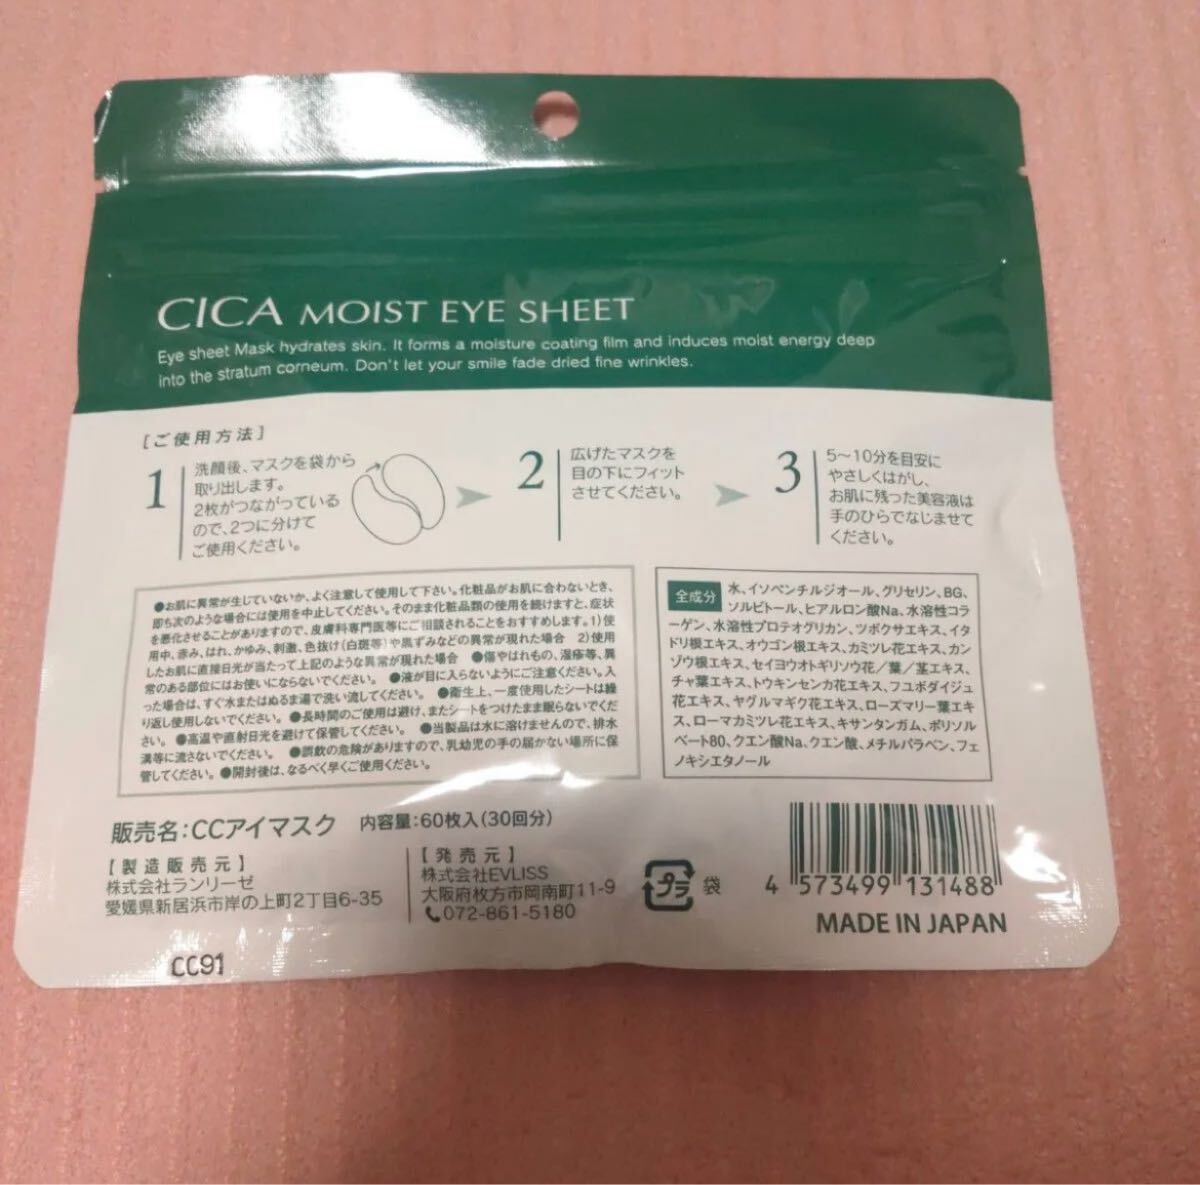 CICA MOIST EYE SHEET
Eye sheet Mask hydrates skin. It forms a moisture coating film and induces moist energy deep
into the stratum corneum. Don't let your smile fade dried fine wrinkles.
[ご使用方法]
1
洗顔後、マスクを袋から
取り出します。
2枚がつながっている
ので、2つに分けて
ご使用ください。
2
広げたマスクを
目の下にフィット
させてください。
3
5〜10分を目安に
やさしくはがし、
お肌に残った美容液は
手のひらでなじませて
ください。
●お肌に異常が生じていないか、よく注意して使用して下さい。化粧品がお肌に合わないとき、
即ち次のような場合には使用を中止してください。そのまま化粧品類の使用を続けますと、症状
を悪化させることがありますので、皮膚科専門医等にご相談されることをおすすめします。1)使
用中、赤み、はれ、かゆみ、刺激、色抜け(白斑等)や黒ずみなどの異常が現れた場合 2)使用
したお肌に直接日光が当たって上記のような異常が現れた場合 ●傷やはれもの、湿疹等、異
常のある部位にはお使いにならないでください。 ●液が目に入らないようにご注意ください。入
った場合は、すぐ水またはぬるま湯で洗い流してください。 ●衛生上、一度使用したシートは繰
り返し使用しないでください。 ●長時間のご使用は避け、またシートをつけたまま眠らないでくだ
さい。 ●高温や直射日光を避けて保管してください。 ●当製品は水に溶けませんので、排水
溝等に流さないでください。 ●誤飲の危険がありますので、乳幼児の手の届かない場所に保
管してください。 ●開封後は、なるべく早くご使用ください。
全成分 水、イソペンチルジオール、グリセリン、BG、
ソルビトール、ヒアルロン酸Na、水溶性コラ
ーゲン、水溶性プロテオグリカン、ツボクサエキス、イタ
ドリ根エキス、オウゴン根エキス、カミツレ花エキス、カン
ゾウ根エキス、セイヨウオトギリソウ花/葉/茎エキス、
チャ葉エキス、トウキンセンカ花エキス、フユボダイジュ
花エキス、ヤグルマギク花エキス、ローズマリー葉エキ
ス、ローマカミツレ花エキス、キサンタンガム、ポリソル
ベート80、クエン酸Na、クエン酸、メチルパラベン、フェ
ノキシエタノール
販売名:CCアイマスク 内容量:60枚入(30回分)
【製造販売元】
株式会社ランリーゼ
愛媛県新居浜市岸の上町2丁目6-35
【発売元】
株式会社EVLISS
大阪府枚方市岡南町11-9
072-861-5180
プラ 袋
4 573499 131488
MADE IN JAPAN
CC91